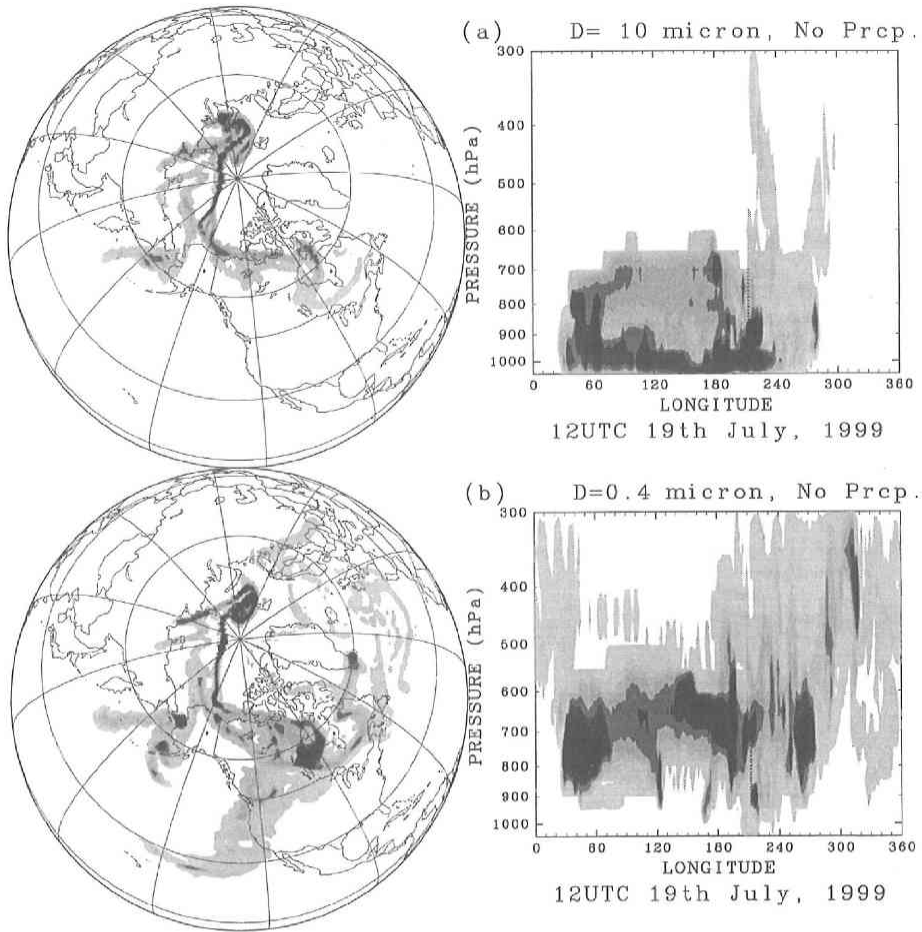 (a) D= 10 micron, No Prcp.
300
400
500
600
700
800
900
1000
PRESSURE (hPa)
0 60 120 180 240 300 360
LONGITUDE
12UTC 19th July, 1999
(b) D=0.4 micron, No Prcp.
300
400
500
600
700
800
900
1000
PRESSURE (hPa)
0 60 120 180 240 300 360
LONGITUDE
12UTC 19th July, 1999